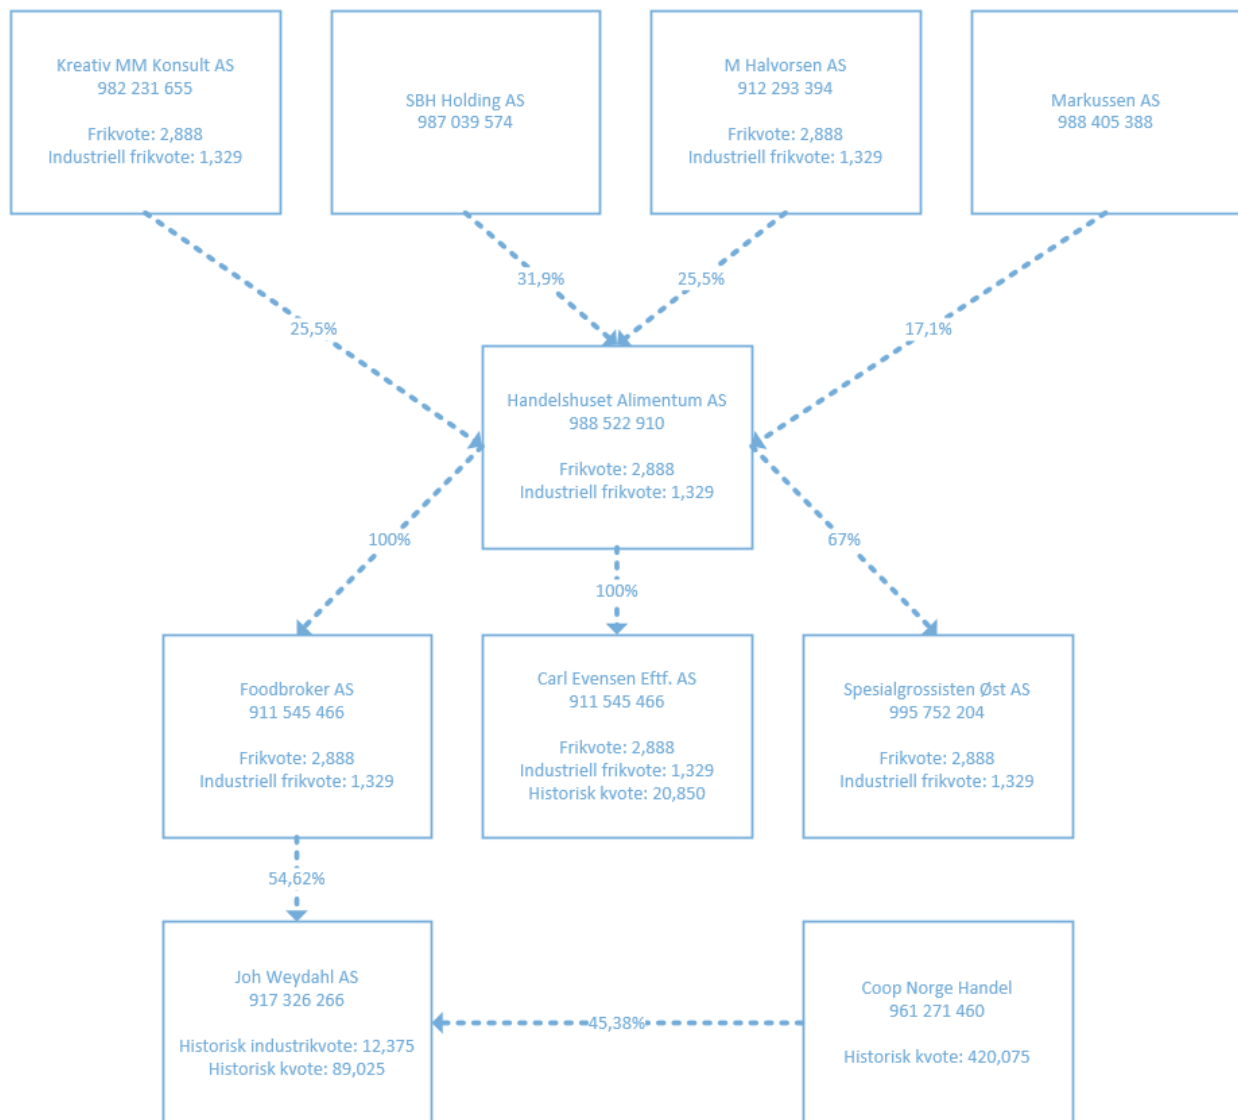 Kreativ MM Konsult AS
982 231 655
Frikvote: 2,888
Industriell frikvote: 1,329
SBH Holding AS
987 039 574
M Halvorsen AS
912 293 394
Frikvote: 2,888
Industriell frikvote: 1,329
Markussen AS
988 405 388
31,9%
25,5%
25,5%
17,1%
Handelshuset Alimentum AS
988 522 910
Frikvote: 2,888
Industriell frikvote: 1,329
100%
100%
67%
Foodbroker AS
911 545 466
Frikvote: 2,888
Industriell frikvote: 1,329
Carl Evensen Eftf. AS
911 545 466
Frikvote: 2,888
Industriell frikvote: 1,329
Historisk kvote: 20,850
Spesialgrossisten Øst AS
995 752 204
Frikvote: 2,888
Industriell frikvote: 1,329
54,62%
Joh Weydahl AS
917 326 266
Historisk industrikvote: 12,375
Historisk kvote: 89,025
45,38%
Coop Norge Handel
961 271 460
Historisk kvote: 420,075